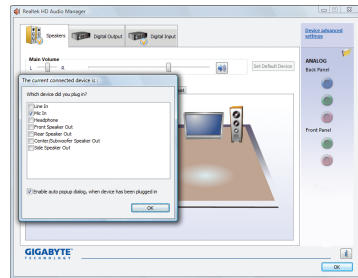 Realtek HD Audio Manager
Speakers
Digital Output
Digital Input
Device advanced settings
Main Volume
L
R
Set Default Device
ANALOG
Back Panel
Front Panel
The current connected device is :
Which device did you plug in?
Line In
Mic In
Headphone
Front Speaker Out
Rear Speaker Out
Center/Subwoofer Speaker Out
Side Speaker Out
Enable auto popup dialog, when device has been plugged in
OK
GIGABYTE
TECHNOLOGY
OK